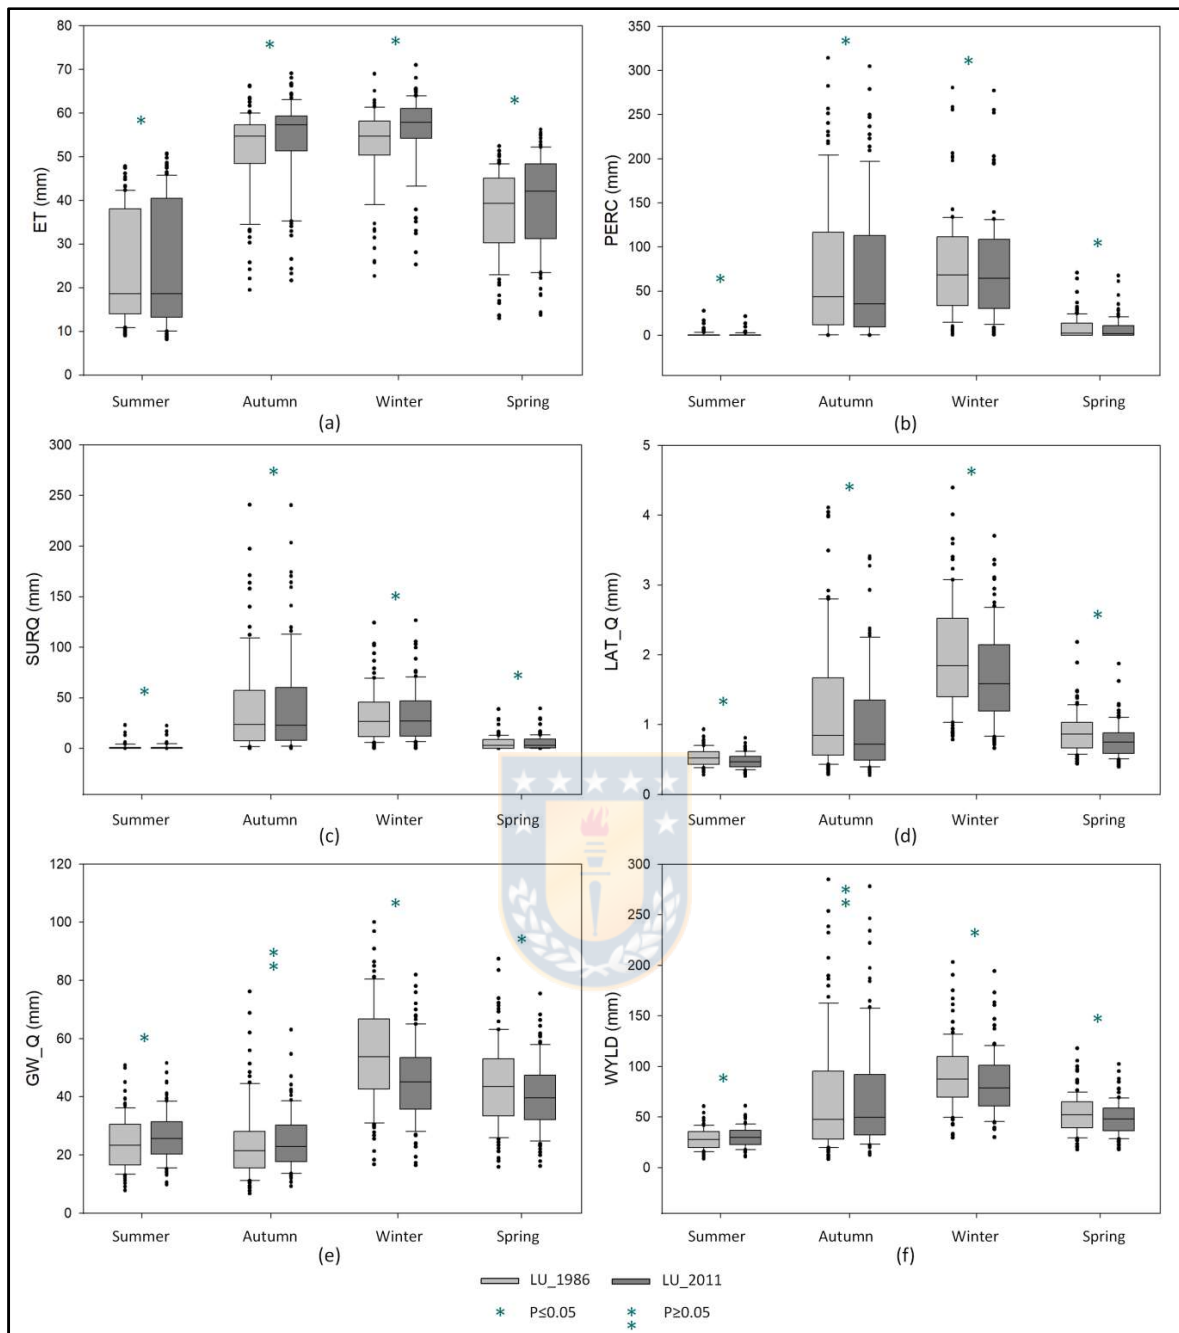 80
70
60
50
40
30
20
10
0
ET (mm)
Summer Autumn Winter Spring
(a)
350
300
250
200
150
100
50
0
PERC (mm)
Summer Autumn Winter Spring
(b)
300
250
200
150
100
50
0
SURQ (mm)
Summer Autumn Winter Spring
(c)
5
4
3
2
1
0
LAT_Q (mm)
Summer Autumn Winter Spring
(d)
120
100
80
60
40
20
0
GW_Q (mm)
Summer Autumn Winter Spring
(e)
300
250
200
150
100
50
0
WYLD (mm)
Summer Autumn Winter Spring
(f)
LU_1986 LU_2011
* P≤0.05 ** P≥0.05